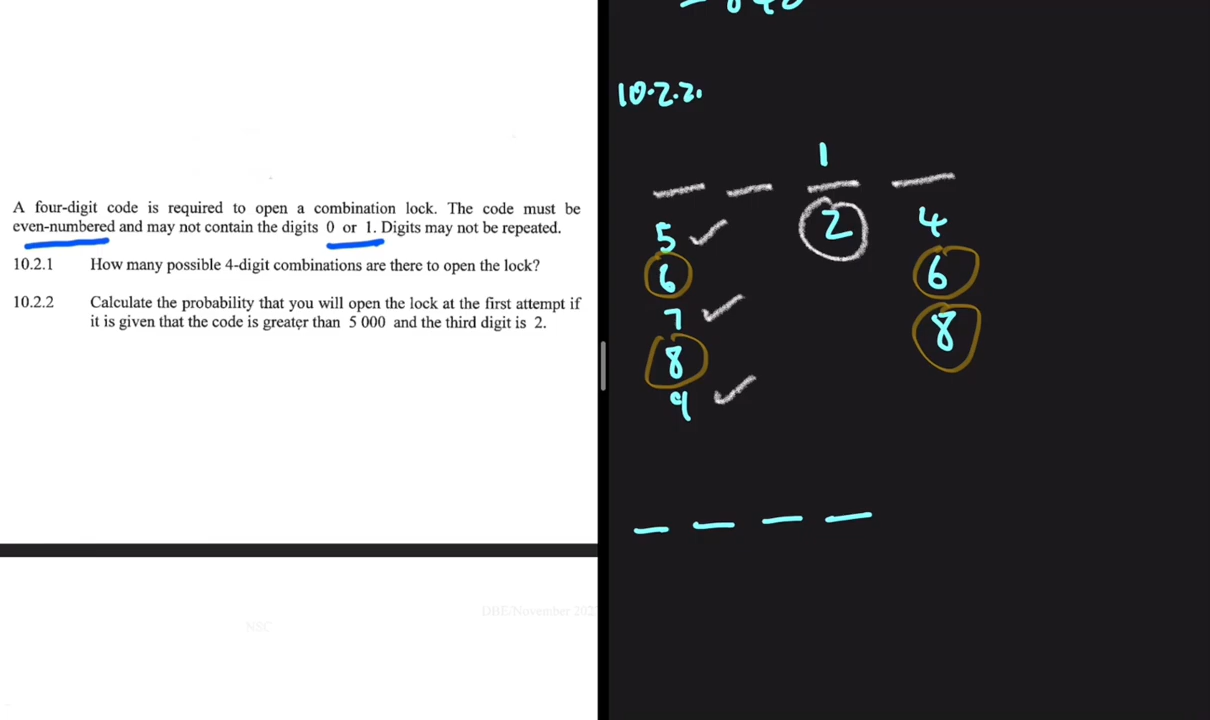 A four-digit code is required to open a combination lock. The code must be
even-numbered and may not contain the digits 0 or 1. Digits may not be repeated.
10.2.1 How many possible 4-digit combinations are there to open the lock?
10.2.2 Calculate the probability that you will open the lock at the first attempt if
it is given that the code is greater than 5 000 and the third digit is 2.
DBE/November 202
NSC
10.2.2.
1
5 2 4
6 6
7 8
8
9